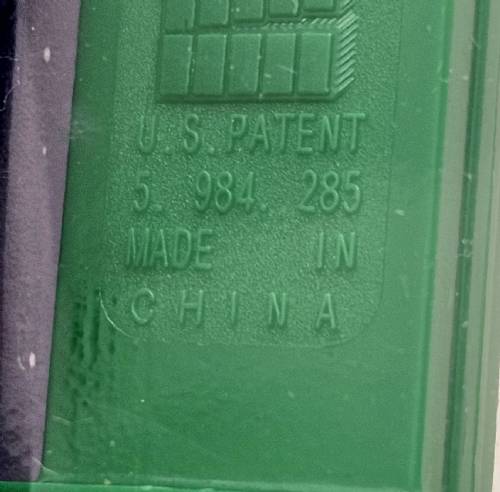 U.S. PATENT
5. 984. 285
MADE IN
CHINA